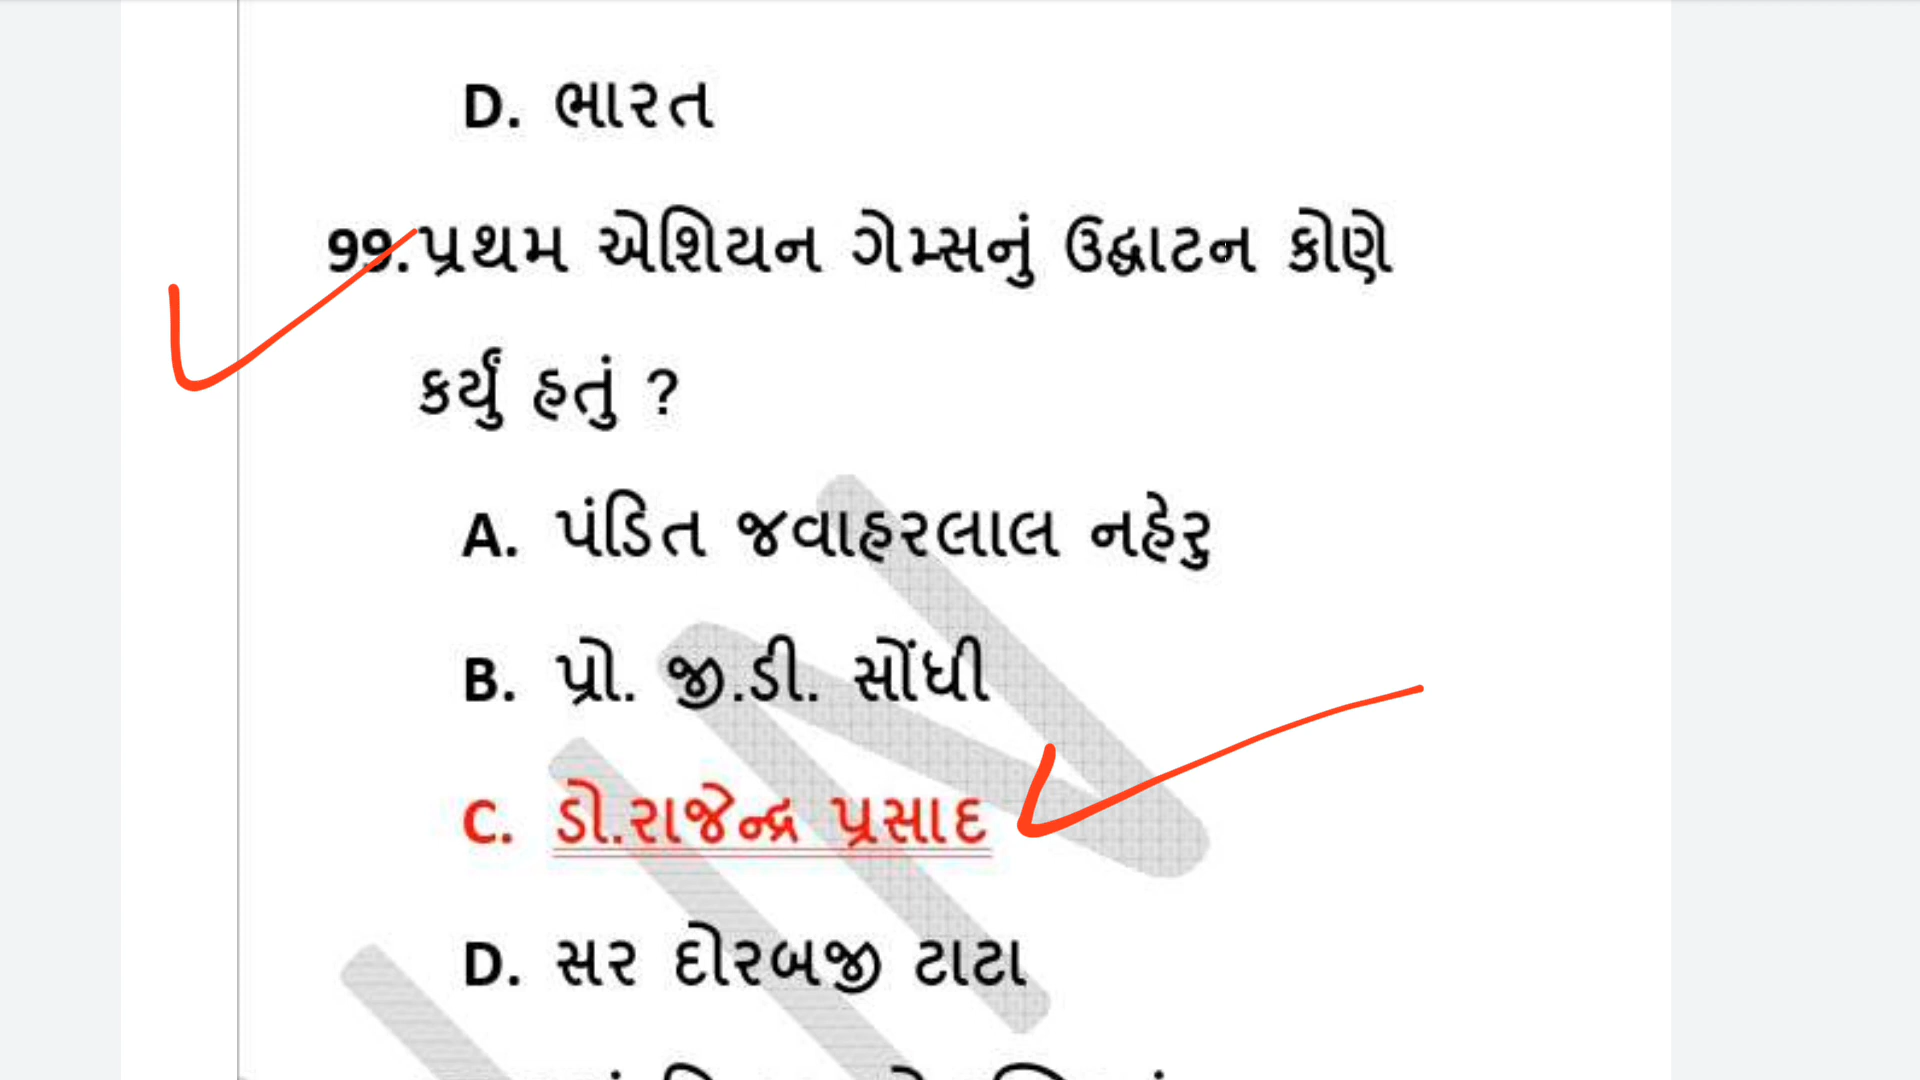 D. ભારત
99.પ્રથમ એશિયન ગેમ્સનું ઉદ્ઘાટન કોણે
કર્યું હતું ?
A. પંડિત જવાહરલાલ નહેરુ
B. પ્રો. જી.ડી. સોંધી
C. ડો.રાજેન્દ્ર પ્રસાદ
D. સર દોરબજી ટાટા